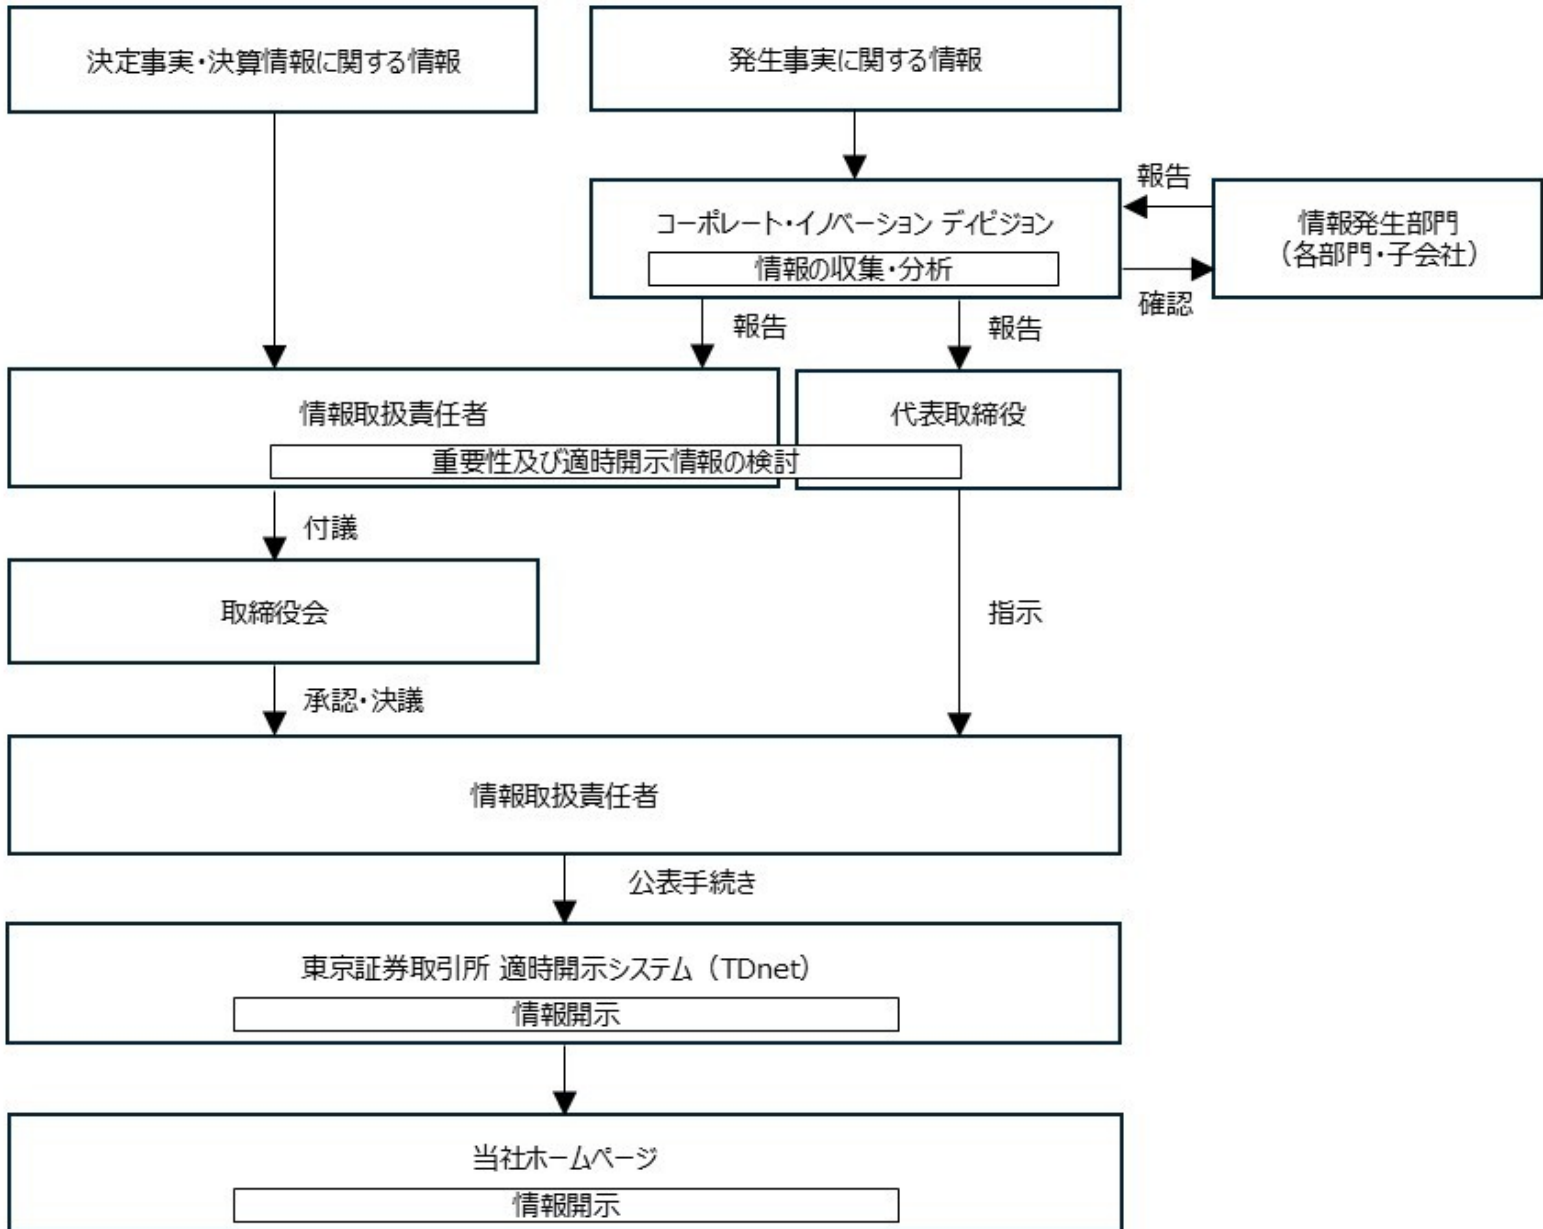 決定事実・決算情報に関する情報
発生事実に関する情報
報告
コーポレート・イノベーション ディビジョン
情報の収集・分析
情報発生部門
（各部門・子会社）
確認
報告
報告
情報取扱責任者
代表取締役
重要性及び適時開示情報の検討
付議
取締役会
指示
承認・決議
情報取扱責任者
公表手続き
東京証券取引所 適時開示システム（TDnet）
情報開示
当社ホームページ
情報開示